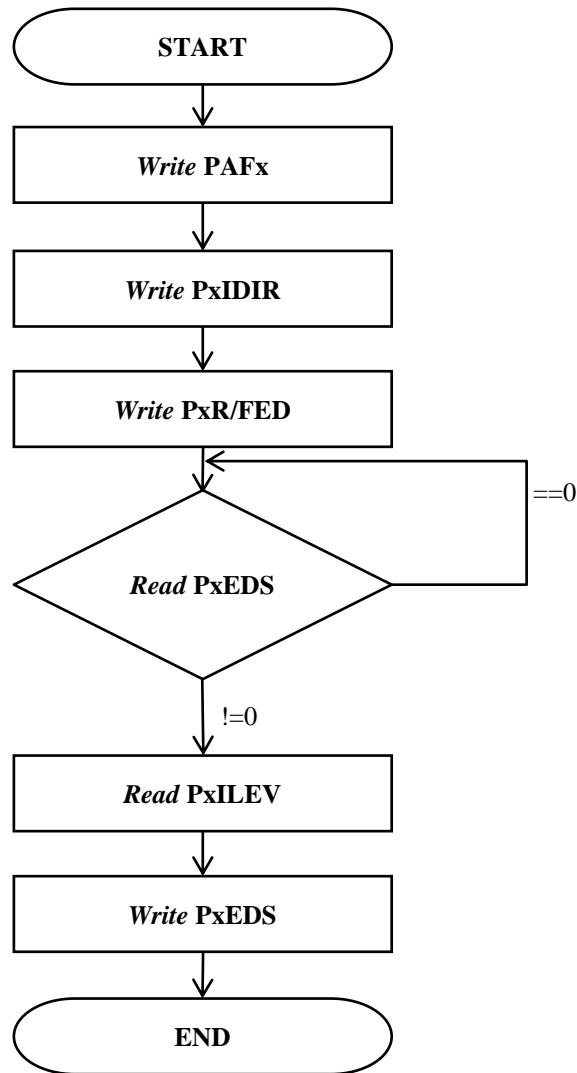 START
Write PAFx
Write PxIDIR
Write PxR/FED
==0
Read PxEDS
!=0
Read PxILEV
Write PxEDS
END